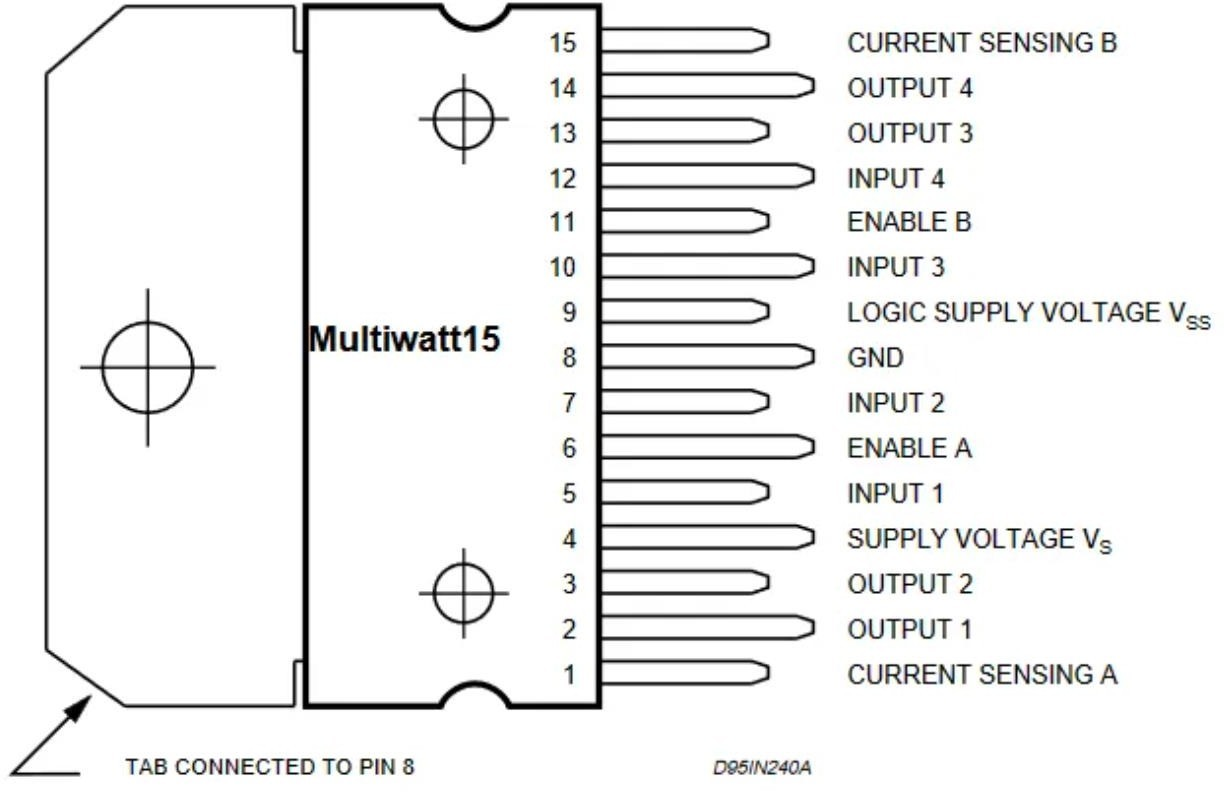 15 CURRENT SENSING B
14 OUTPUT 4
13 OUTPUT 3
12 INPUT 4
11 ENABLE B
10 INPUT 3
9 LOGIC SUPPLY VOLTAGE VSS
Multiwatt15
8 GND
7 INPUT 2
6 ENABLE A
5 INPUT 1
4 SUPPLY VOLTAGE VS
3 OUTPUT 2
2 OUTPUT 1
1 CURRENT SENSING A
TAB CONNECTED TO PIN 8
D95IN240A